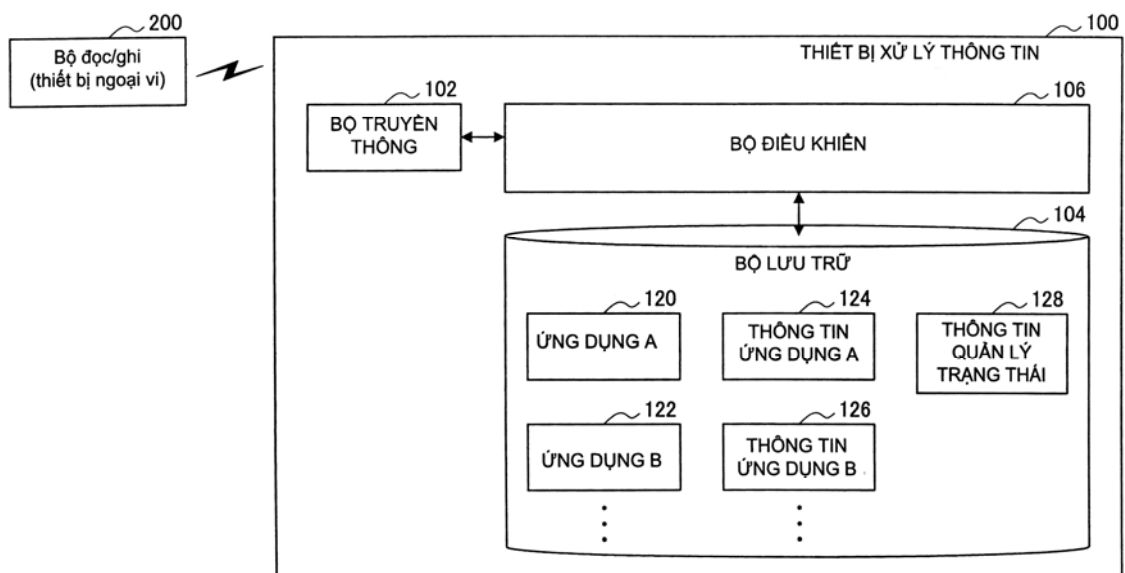 200
Bộ đọc/ghi
(thiết bị ngoại vi)
100
THIẾT BỊ XỬ LÝ THÔNG TIN
102
BỘ TRUYỀN
THÔNG
106
BỘ ĐIỀU KHIỂN
104
BỘ LƯU TRỮ
120
ỨNG DỤNG A
124
THÔNG TIN
ỨNG DỤNG A
128
THÔNG TIN
QUẢN LÝ
TRẠNG THÁI
122
ỨNG DỤNG B
126
THÔNG TIN
ỨNG DỤNG B